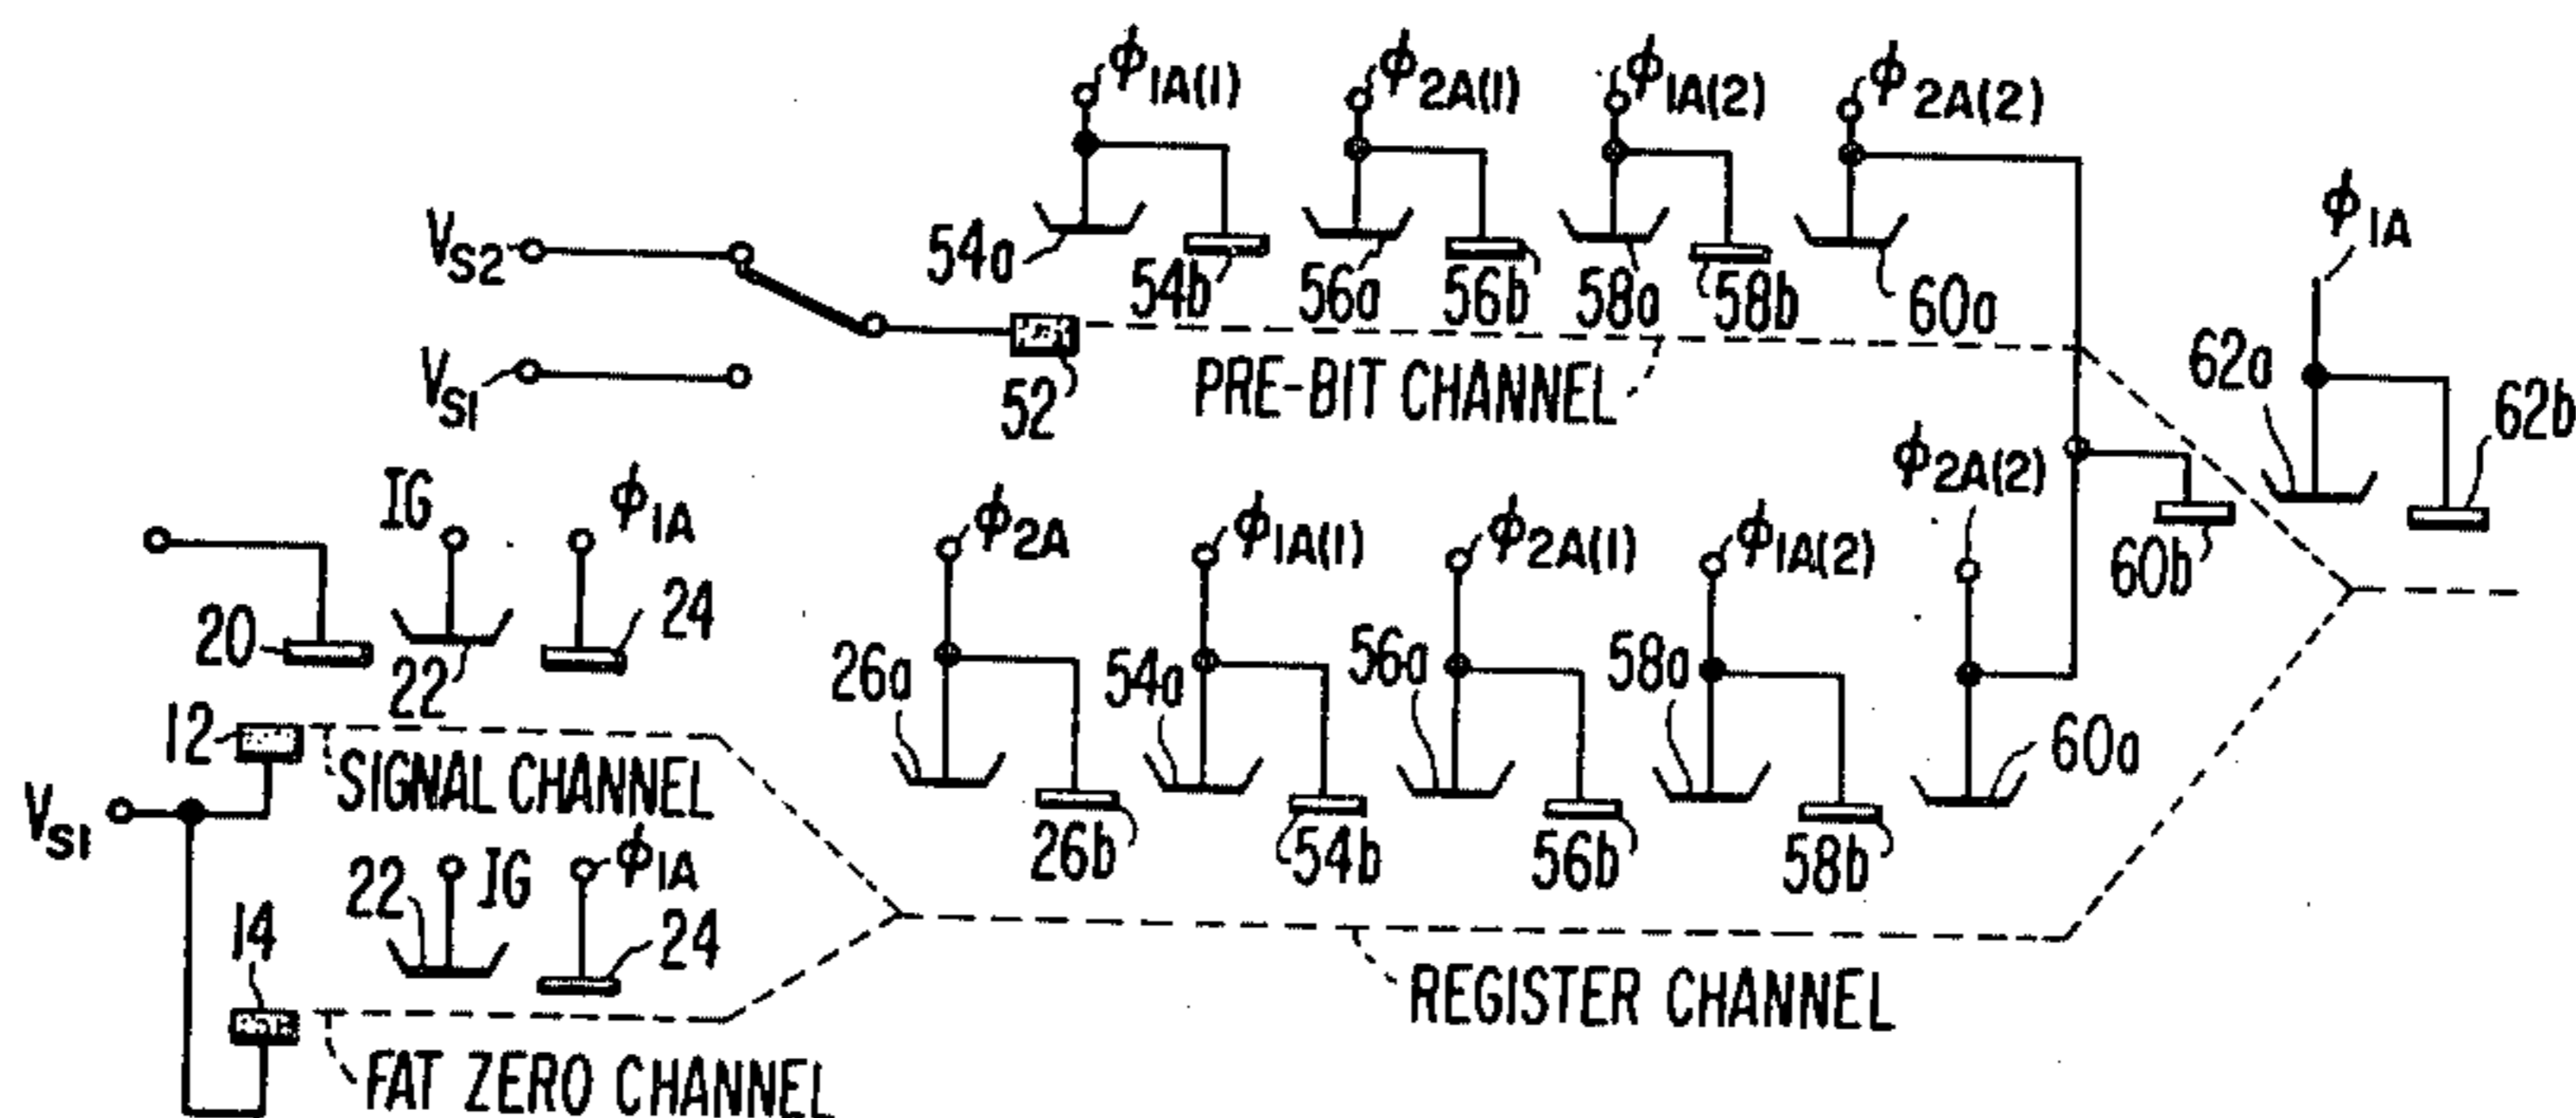 ϕ1A(1) ϕ2A(1) ϕ1A(2) ϕ2A(2)
ϕ1A
VS2 54a 54b 56a 56b 58a 58b 60a
VS1 52 PRE-BIT CHANNEL 62a 62b
IG ϕ1A ϕ2A ϕ1A(1) ϕ2A(1) ϕ1A(2) ϕ2A(2) 60b
20 22 24 26a 54a 56a 58a 60a
12 SIGNAL CHANNEL
VS1 26b 54b 56b 58b
22 IG ϕ1A
14 24
REGISTER CHANNEL
FAT ZERO CHANNEL